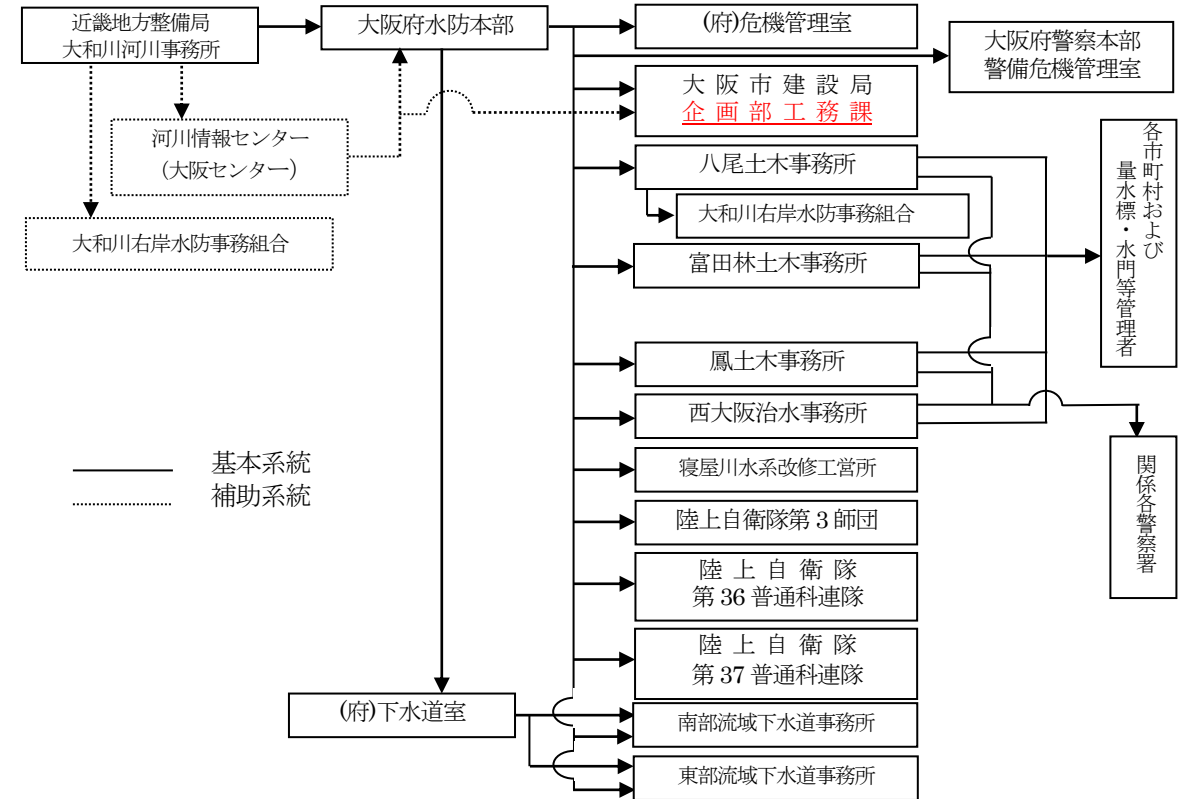 近畿地方整備局
大和川河川事務所
大阪府水防本部
(府)危機管理室
大阪府警察本部
警備危機管理室
大阪市建設局
企画部工務課
河川情報センター
（大阪センター）
八尾土木事務所
大和川右岸水防事務組合
大和川右岸水防事務組合
富田林土木事務所
各市町村および
量水標・水門等管理者
鳳土木事務所
西大阪治水事務所
基本系統
補助系統
寝屋川水系改修工営所
関係各警察署
陸上自衛隊第 3 師団
陸上自衛隊
第 36 普通科連隊
陸上自衛隊
第 37 普通科連隊
(府)下水道室
南部流域下水道事務所
東部流域下水道事務所